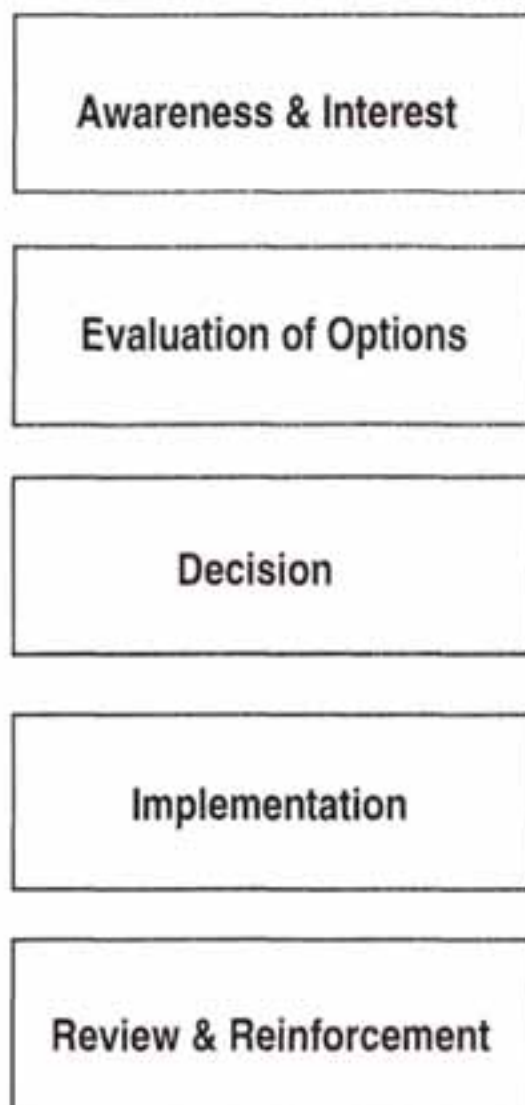 Awareness & Interest
Evaluation of Options
Decision
Implementation
Review & Reinforcement